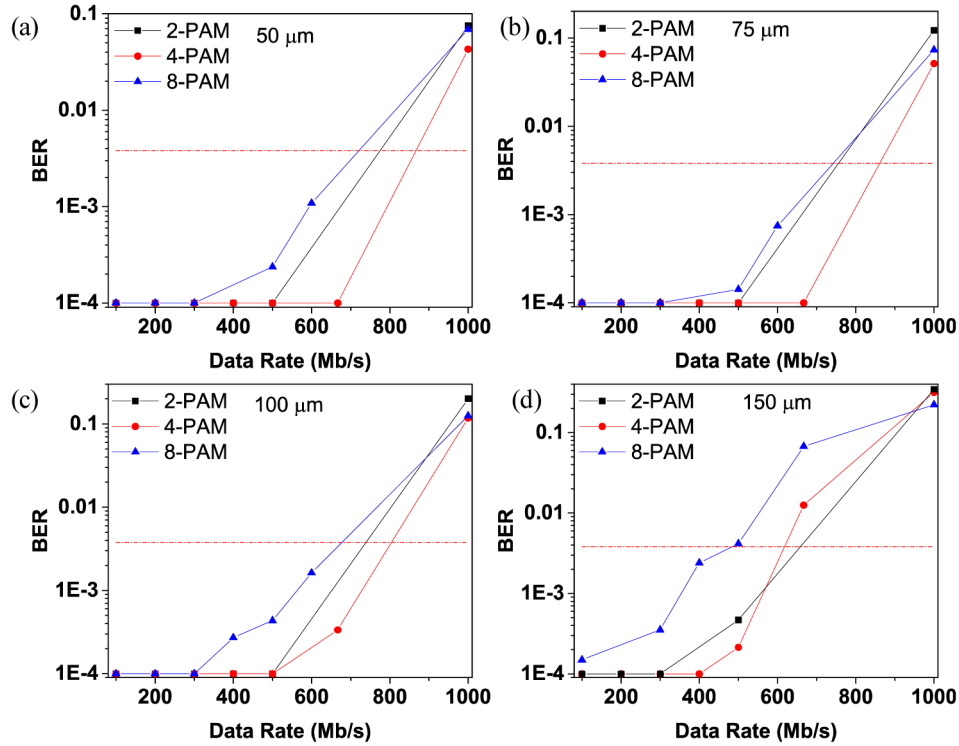 (a)
50 μm
2-PAM
4-PAM
8-PAM
0.1
0.01
1E-3
1E-4
BER
200 400 600 800 1000
Data Rate (Mb/s)
(b)
75 μm
2-PAM
4-PAM
8-PAM
0.1
0.01
1E-3
1E-4
BER
200 400 600 800 1000
Data Rate (Mb/s)
(c)
100 μm
2-PAM
4-PAM
8-PAM
0.1
0.01
1E-3
1E-4
BER
200 400 600 800 1000
Data Rate (Mb/s)
(d)
150 μm
2-PAM
4-PAM
8-PAM
0.1
0.01
1E-3
1E-4
BER
200 400 600 800 1000
Data Rate (Mb/s)